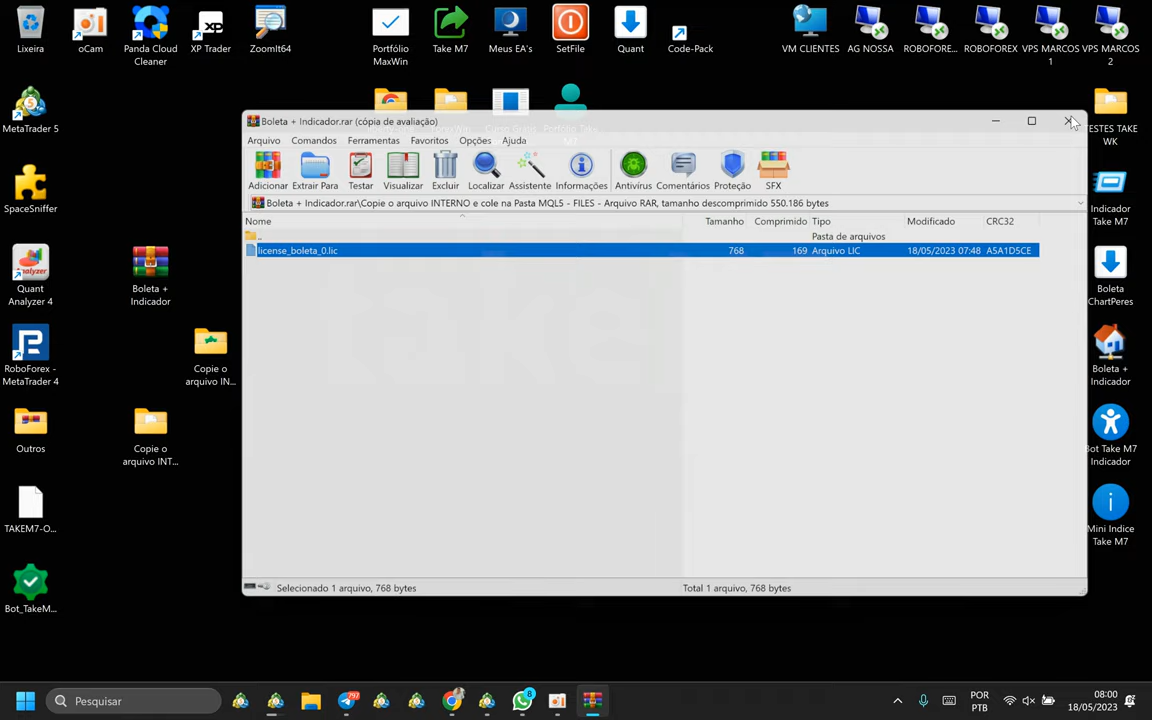 Lixeira
oCam
Panda Cloud
Cleaner
XP Trader
ZoomIt64
Portfólio
MaxWin
Take M7
Meus EA's
SetFile
Quant
Code-Pack
VM CLIENTES
AG NOSSA
ROBOFORE...
ROBOFOREX
VPS MARCOS
1
VPS MARCOS
2
MetaTrader 5
SpaceSniffer
Quant
Analyzer 4
Boleta +
Indicador
RoboForex -
MetaTrader 4
Copie o
arquivo IN...
Outros
Copie o
arquivo INT...
TAKEM7-O...
Bot_TakeM...
Boleta + Indicador.rar (cópia de avaliação)
Arquivo Comandos Ferramentas Favoritos Opções Ajuda
Adicionar Extrair Para Testar Visualizar Excluir Localizar Assistente Informações Antivírus Comentários Proteção SFX
Boleta + Indicador.rar\Copie o arquivo INTERNO e cole na Pasta MQL5 - FILES - Arquivo RAR, tamanho descomprimido 550.186 bytes
Nome Tamanho Comprimido Tipo Modificado CRC32
.. Pasta de arquivos
license_boleta_0.lic 768 169 Arquivo LIC 18/05/2023 07:48 A5A1D5CE
Selecionado 1 arquivo, 768 bytes Total 1 arquivo, 768 bytes
TESTES TAKE
WK
Indicador
Take M7
Boleta
ChartPeres
Boleta +
Indicador
Bot Take M7
Indicador
Mini Indice
Take M7
Pesquisar
797
8
POR
PTB
08:00
18/05/2023